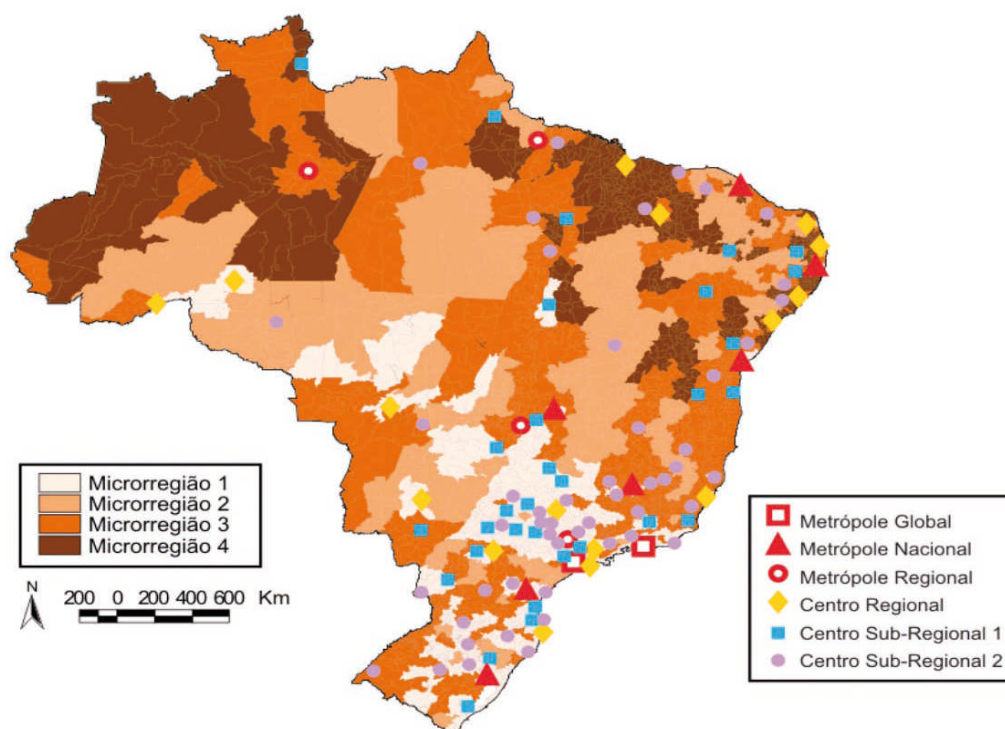 Microrregião 1
Microrregião 2
Microrregião 3
Microrregião 4
N
200 0 200 400 600 Km
Metrópole Global
Metrópole Nacional
Metrópole Regional
Centro Regional
Centro Sub-Regional 1
Centro Sub-Regional 2